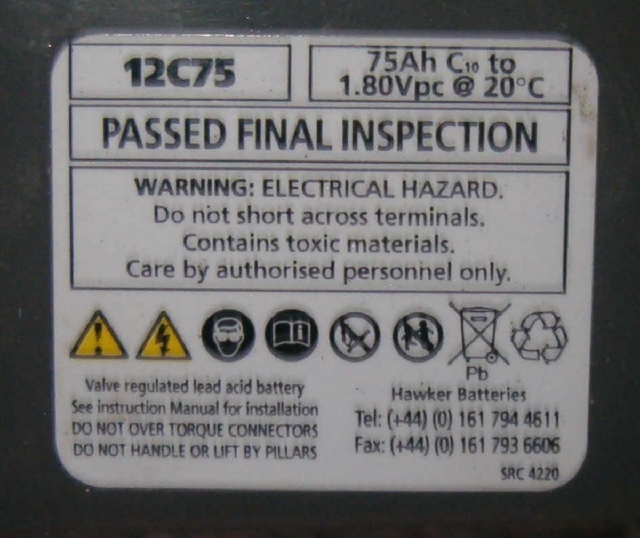 12C75
75Ah C₁₀ to
1.80Vpc @ 20°C
PASSED FINAL INSPECTION
WARNING: ELECTRICAL HAZARD.
Do not short across terminals.
Contains toxic materials.
Care by authorised personnel only.
Pb
Valve regulated lead acid battery
See instruction Manual for installation
DO NOT OVER TORQUE CONNECTORS
DO NOT HANDLE OR LIFT BY PILLARS
Hawker Batteries
Tel: (+44) (0) 161 794 4611
Fax: (+44) (0) 161 793 6606
SRC 4220